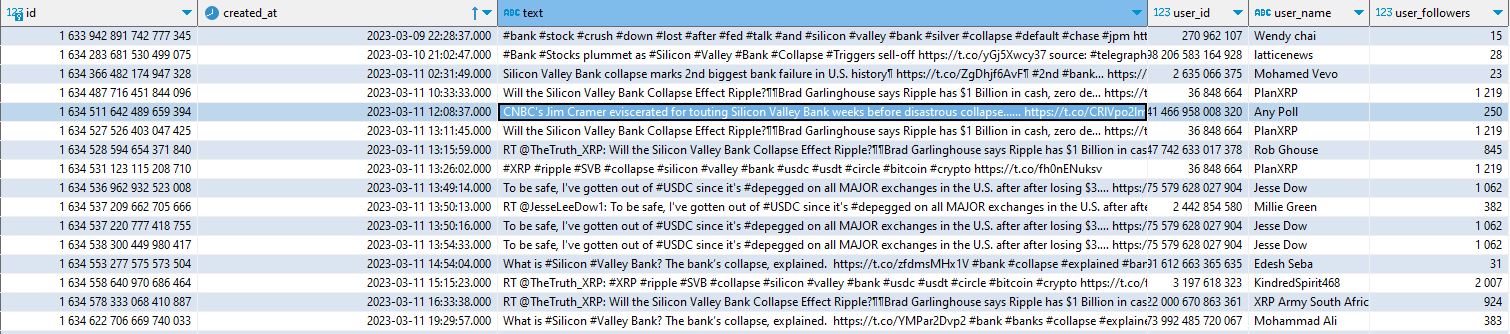 123 id created_at ABC text 123 user_id ABC user_name 123 user_followers
1 633 942 891 742 777 345 2023-03-09 22:28:37.000 #bank #stock #crush #down #lost #after #fed #talk #and #silicon #valley #bank #silver #collapse #default #chase #jpm htt 270 962 107 Wendy chai 15
1 634 283 681 530 499 075 2023-03-10 21:02:47.000 #Bank #Stocks plummet as #Silicon #Valley #Bank #Collapse #Triggers sell-off https://t.co/yGj5Xwcy37 source: #telegraph 98 206 583 164 928 latticenews 28
1 634 366 482 174 947 328 2023-03-11 02:31:49.000 Silicon Valley Bank collapse marks 2nd biggest bank failure in U.S. history¶ https://t.co/ZgDhjf6AvF¶ #2nd #bank... https:/ 2 635 066 375 Mohamed Vevo 23
1 634 487 716 451 844 096 2023-03-11 10:33:33.000 Will the Silicon Valley Bank Collapse Effect Ripple?¶¶Brad Garlinghouse says Ripple has $1 Billion in cash, zero de... https:/ 36 848 664 PlanXRP 1 219
1 634 511 642 489 659 394 2023-03-11 12:08:37.000 CNBC's Jim Cramer eviscerated for touting Silicon Valley Bank weeks before disastrous collapse...... https://t.co/CRIVpo2In 41 466 958 008 320 Any Poll 250
1 634 527 526 403 047 425 2023-03-11 13:11:45.000 Will the Silicon Valley Bank Collapse Effect Ripple?¶¶Brad Garlinghouse says Ripple has $1 Billion in cash, zero de... https:/ 36 848 664 PlanXRP 1 219
1 634 528 594 654 371 840 2023-03-11 13:15:59.000 RT @TheTruth_XRP: Will the Silicon Valley Bank Collapse Effect Ripple?¶¶Brad Garlinghouse says Ripple has $1 Billion in cas 47 742 633 017 378 Rob Ghouse 845
1 634 531 123 115 208 710 2023-03-11 13:26:02.000 #XRP #ripple #SVB #collapse #silicon #valley #bank #usdc #usdt #circle #bitcoin #crypto https://t.co/fh0nENuksv 36 848 664 PlanXRP 1 219
1 634 536 962 932 523 008 2023-03-11 13:49:14.000 To be safe, I've gotten out of #USDC since it's #depegged on all MAJOR exchanges in the U.S. after after losing $3.... https:/ 75 579 628 027 904 Jesse Dow 1 062
1 634 537 209 662 705 666 2023-03-11 13:50:13.000 RT @JesseLeeDow1: To be safe, I've gotten out of #USDC since it's #depegged on all MAJOR exchanges in the U.S. after afte 2 442 854 580 Millie Green 382
1 634 537 220 777 418 755 2023-03-11 13:50:16.000 To be safe, I've gotten out of #USDC since it's #depegged on all MAJOR exchanges in the U.S. after after losing $3.... https:/ 75 579 628 027 904 Jesse Dow 1 062
1 634 538 300 449 980 417 2023-03-11 13:54:33.000 To be safe, I've gotten out of #USDC since it's #depegged on all MAJOR exchanges in the U.S. after after losing $3.... https:/ 75 579 628 027 904 Jesse Dow 1 062
1 634 553 277 575 573 504 2023-03-11 14:54:04.000 What is #Silicon #Valley #Bank? The bank's collapse, explained. https://t.co/zfdmsMHx1V #bank #collapse #explained #ban 91 612 663 365 635 Edesh Seba 31
1 634 558 640 970 686 464 2023-03-11 15:15:23.000 RT @TheTruth_XRP: #XRP #ripple #SVB #collapse #silicon #valley #bank #usdc #usdt #circle #bitcoin #crypto https://t.co/f 3 197 618 323 KindredSpirit468 2 007
1 634 578 333 068 410 887 2023-03-11 16:33:38.000 RT @TheTruth_XRP: Will the Silicon Valley Bank Collapse Effect Ripple?¶¶Brad Garlinghouse says Ripple has $1 Billion in cas 22 000 670 863 361 XRP Army South Afric 924
1 634 622 706 669 740 033 2023-03-11 19:29:57.000 What is #Silicon #Valley #Bank? The bank's collapse, explained. https://t.co/YMPar2Dvp2 #bank #banks #collapse #explaine 73 992 485 720 067 Mohammad Ali 383